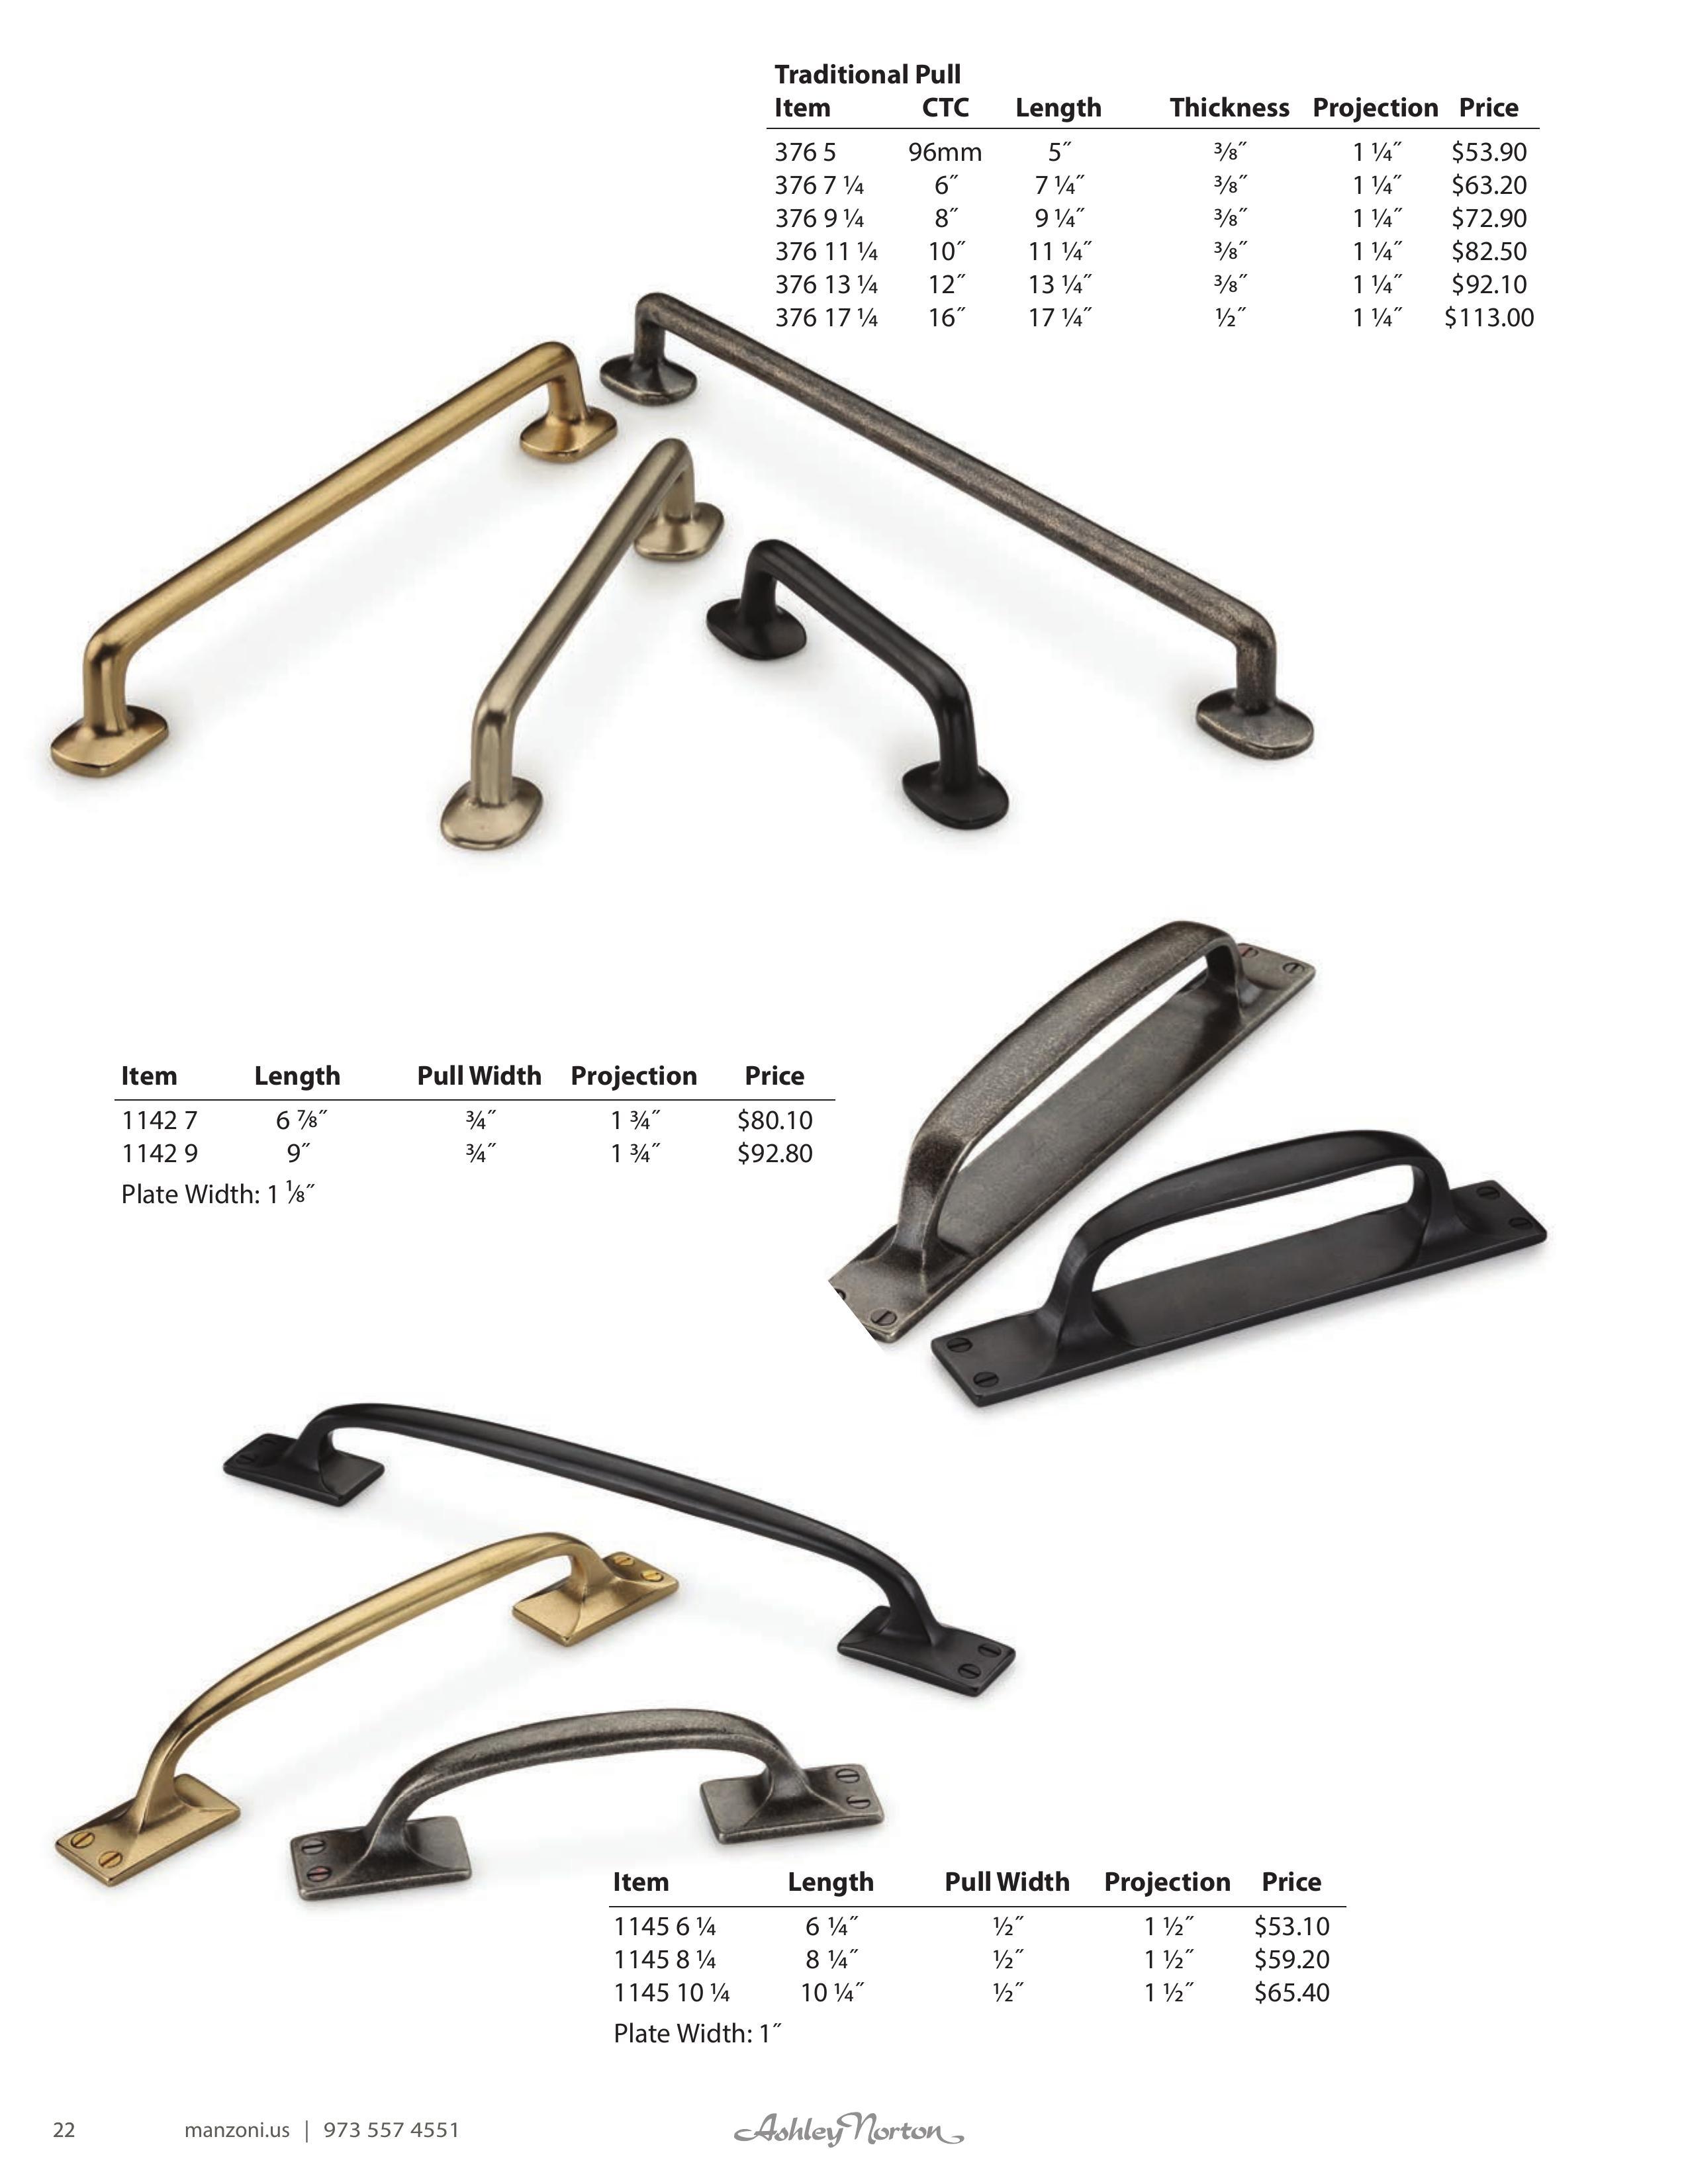 Traditional Pull
Item CTC Length Thickness Projection Price
376 5 96mm 5″ ⅜″ 1 ¼″ $53.90
376 7 ¼ 6″ 7 ¼″ ⅜″ 1 ¼″ $63.20
376 9 ¼ 8″ 9 ¼″ ⅜″ 1 ¼″ $72.90
376 11 ¼ 10″ 11 ¼″ ⅜″ 1 ¼″ $82.50
376 13 ¼ 12″ 13 ¼″ ⅜″ 1 ¼″ $92.10
376 17 ¼ 16″ 17 ¼″ ½″ 1 ¼″ $113.00
Item Length Pull Width Projection Price
1142 7 6 ⅞″ ¾″ 1 ¾″ $80.10
1142 9 9″ ¾″ 1 ¾″ $92.80
Plate Width: 1 ⅛″
Item Length Pull Width Projection Price
1145 6 ¼ 6 ¼″ ½″ 1 ½″ $53.10
1145 8 ¼ 8 ¼″ ½″ 1 ½″ $59.20
1145 10 ¼ 10 ¼″ ½″ 1 ½″ $65.40
Plate Width: 1″
22 manzoni.us | 973 557 4551 Ashley Norton